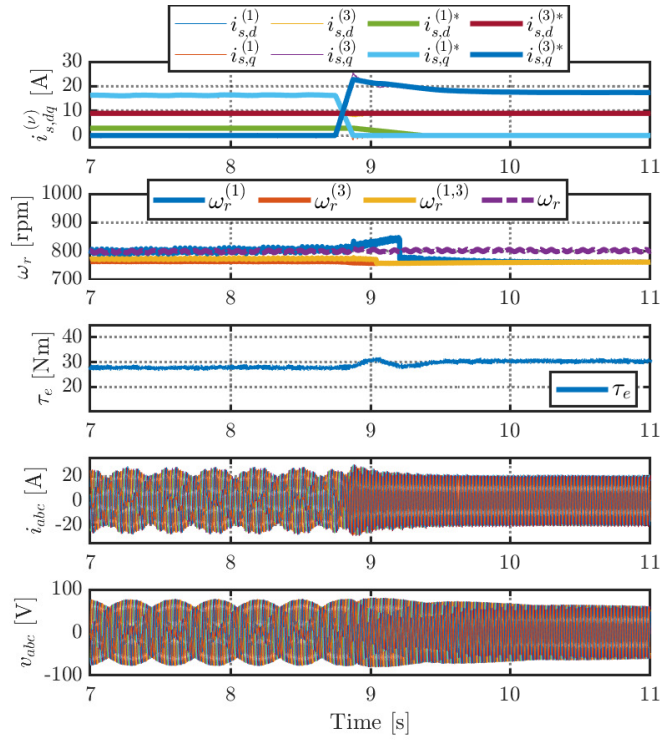 i_{s,d}^{(1)} i_{s,d}^{(3)} i_{s,d}^{(1)*} i_{s,d}^{(3)*}
i_{s,q}^{(1)} i_{s,q}^{(3)} i_{s,q}^{(1)*} i_{s,q}^{(3)*}
i_{s,dq}^{(ν)} [A]
30
20
10
0
7 8 9 10 11
ω_r^{(1)} ω_r^{(3)} ω_r^{(1,3)} ω_r
ω_r [rpm]
1000
900
800
700
7 8 9 10 11
τ_e [Nm]
40
30
20
τ_e
7 8 9 10 11
i_{abc} [A]
20
0
-20
7 8 9 10 11
v_{abc} [V]
100
0
-100
7 8 9 10 11
Time [s]